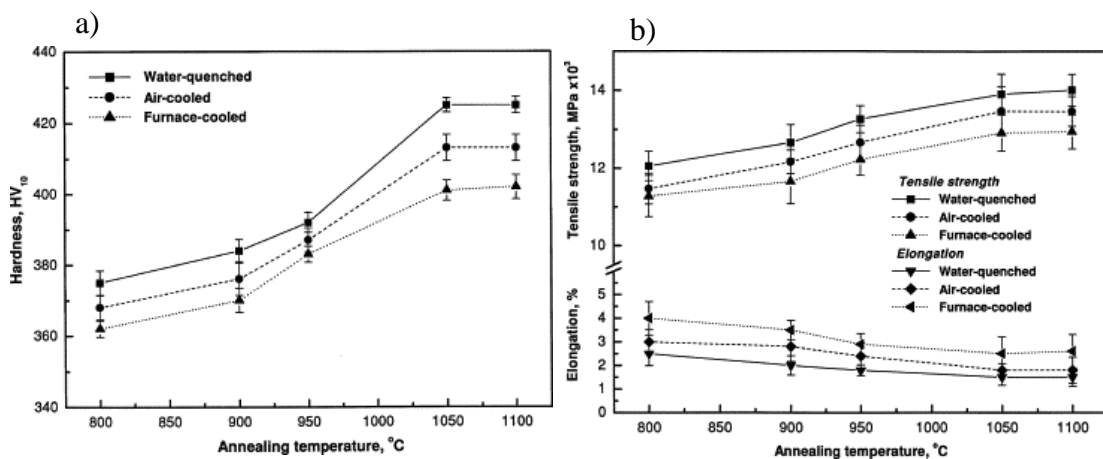 a)
440
420
400
380
360
340
Hardness, HV10
Water-quenched
Air-cooled
Furnace-cooled
800 850 900 950 1000 1050 1100
Annealing temperature, °C
b)
14
12
10
Tensile strength, MPa x10³
Tensile strength
Water-quenched
Air-cooled
Furnace-cooled
Elongation
Water-quenched
Air-cooled
Furnace-cooled
5
4
3
2
1
0
Elongation, %
800 850 900 950 1000 1050 1100
Annealing temperature, °C